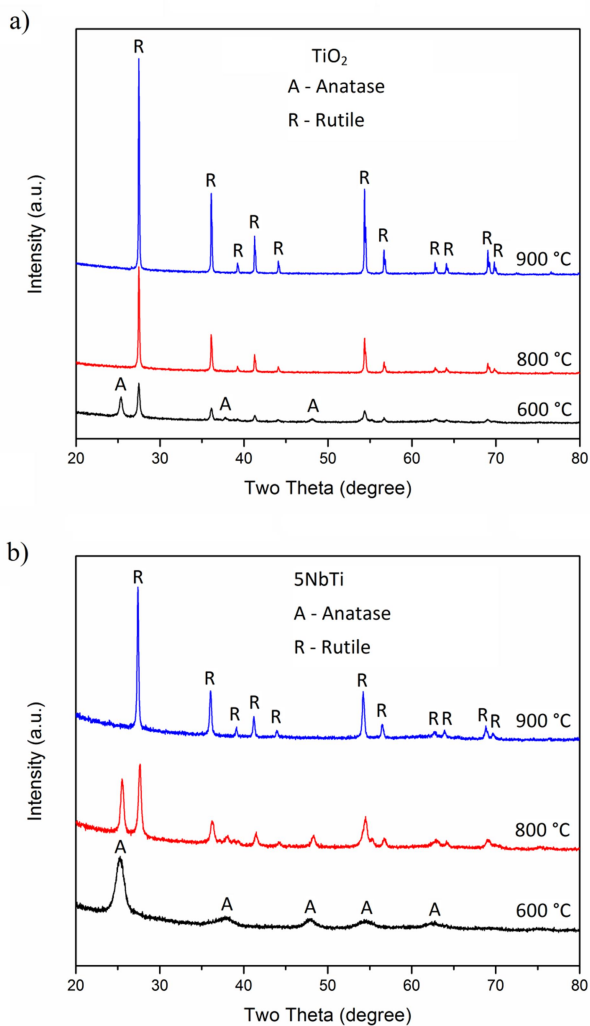 a)
TiO₂
A - Anatase
R - Rutile
R
R
R
R
R
R
R
R
R
R
R
900 °C
800 °C
A
A
A
600 °C
Intensity (a.u.)
20 30 40 50 60 70 80
Two Theta (degree)
b)
5NbTi
A - Anatase
R - Rutile
R
R
R
R
R
R
R
R
R
R
R
900 °C
800 °C
A
A
A
A
A
600 °C
Intensity (a.u.)
20 30 40 50 60 70 80
Two Theta (degree)